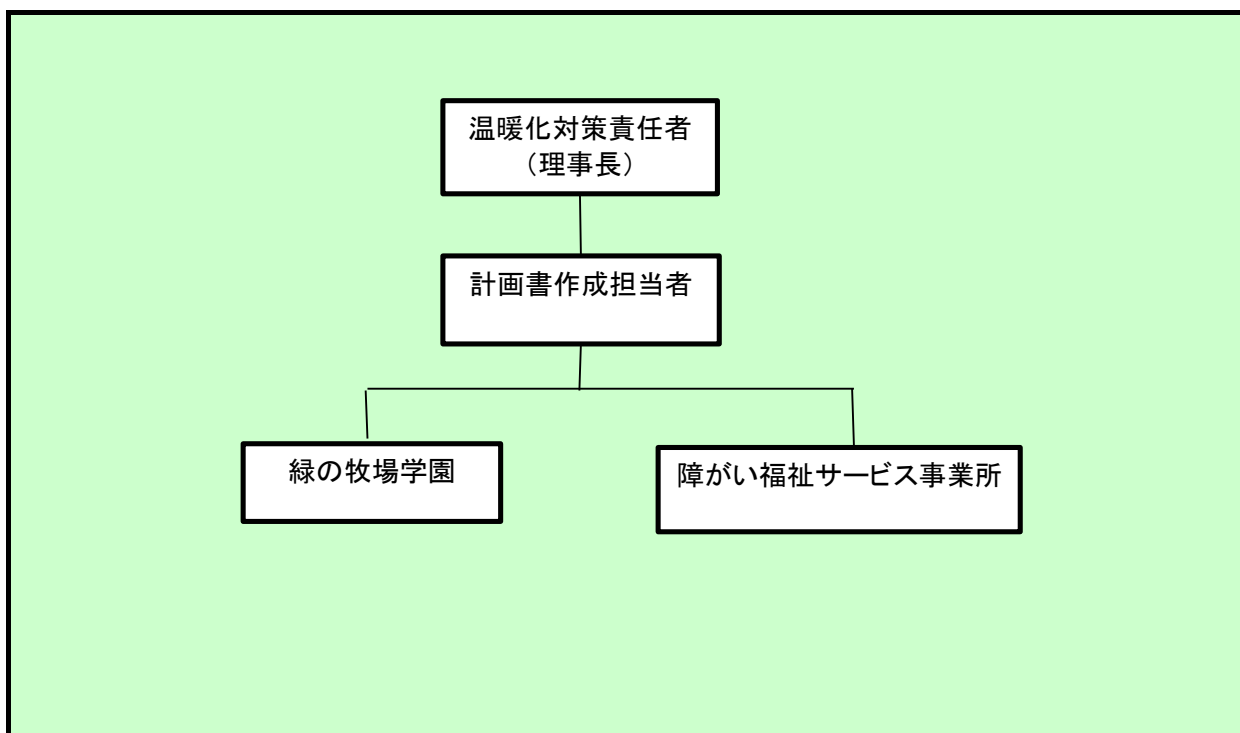 温暖化対策責任者
（理事長）
計画書作成担当者
緑の牧場学園
障がい福祉サービス事業所